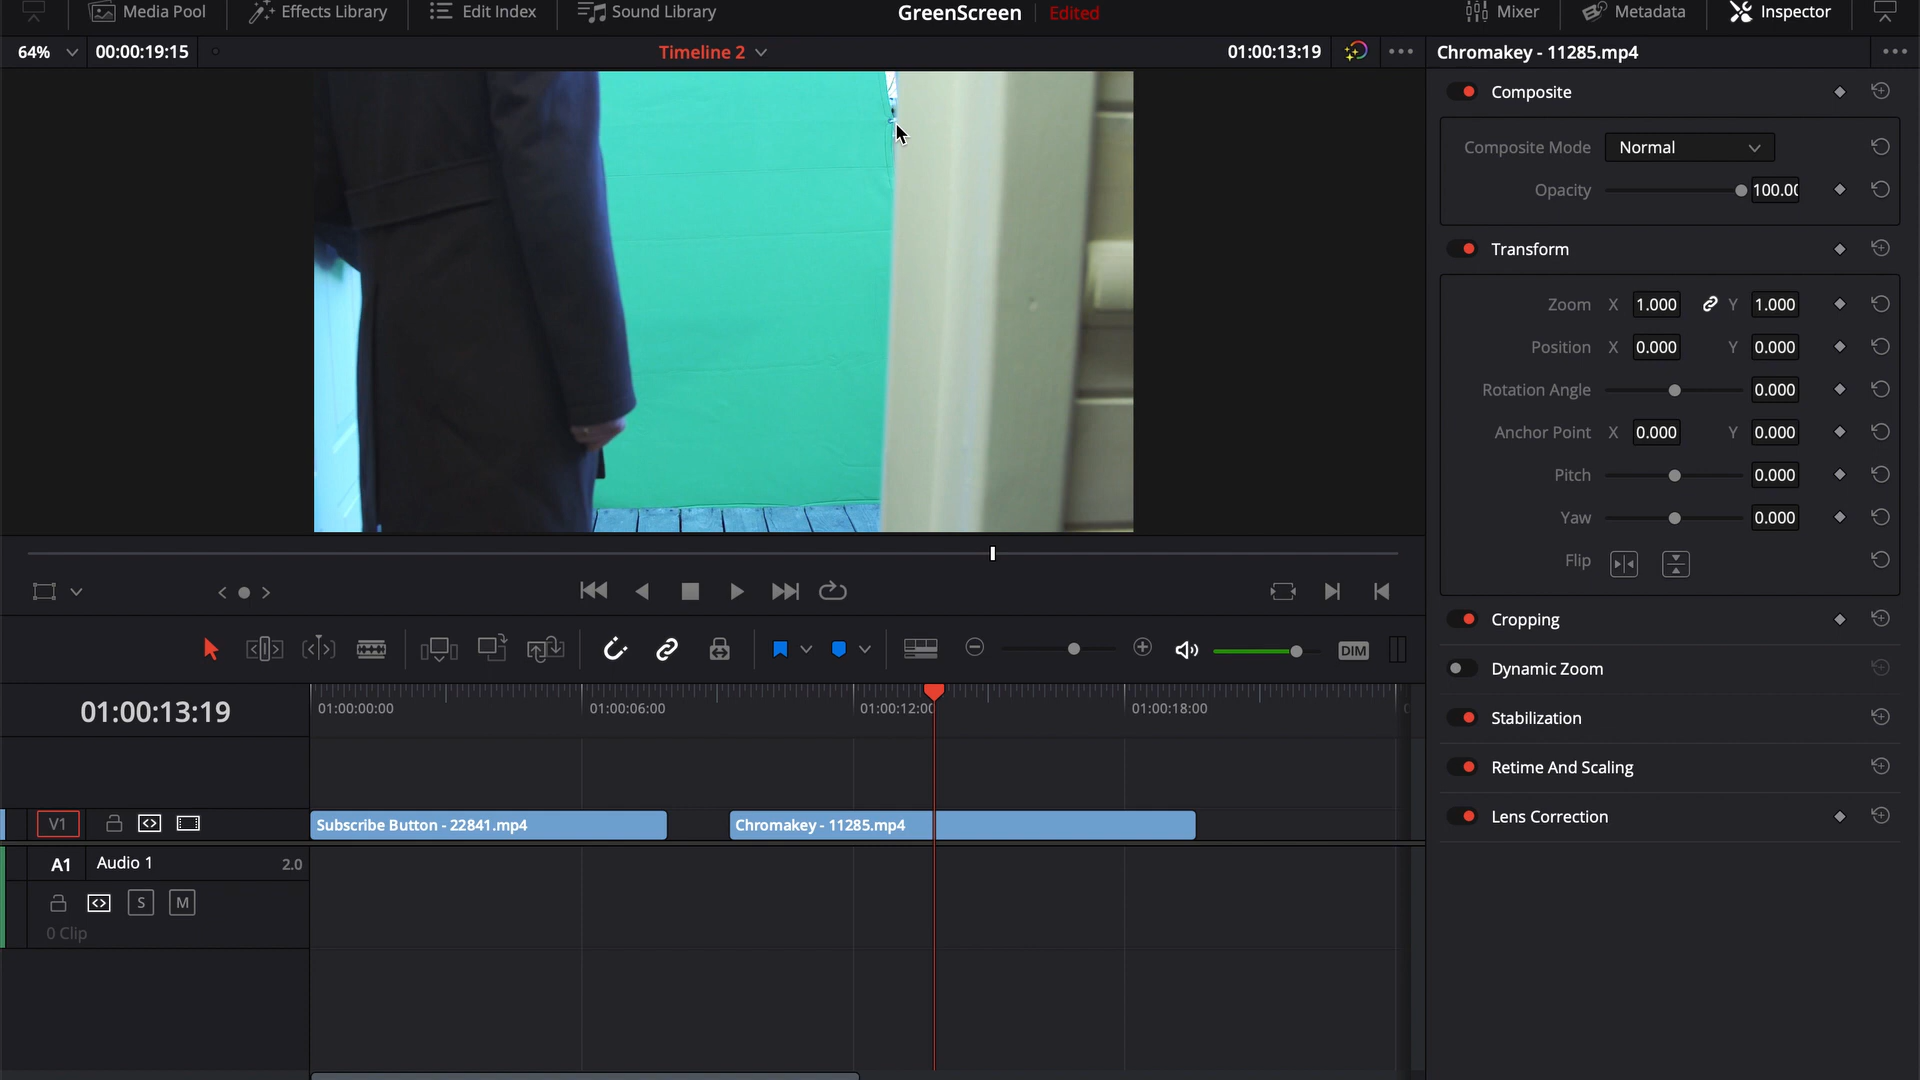 Media Pool
Effects Library
Edit Index
Sound Library
GreenScreen
Edited
Mixer
Metadata
Inspector
64%
00:00:19:15
Timeline 2
01:00:13:19
Chromakey - 11285.mp4
Composite
Composite Mode
Normal
Opacity
100.00
Transform
Zoom X 1.000 Y 1.000
Position X 0.000 Y 0.000
Rotation Angle 0.000
Anchor Point X 0.000 Y 0.000
Pitch 0.000
Yaw 0.000
Flip
Cropping
Dynamic Zoom
Stabilization
Retime And Scaling
Lens Correction
DIM
01:00:13:19
01:00:00:00
01:00:06:00
01:00:12:00
01:00:18:00
V1
Subscribe Button - 22841.mp4
Chromakey - 11285.mp4
A1
Audio 1
2.0
S
M
0 Clip